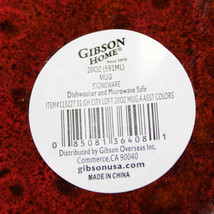 GIBSON
HOME®
Since 1979
20OZ (591ML)
MUG
STONEWARE
Dishwasher and Microwave Safe
ITEM#113227.01 GH CITY LOFT 20OZ MUG 4 ASST COLORS
0 85081 36408 1
Distributed by Gibson Overseas Inc.
Commerce,CA 90040
gibsonusa.com
MADE IN CHINA